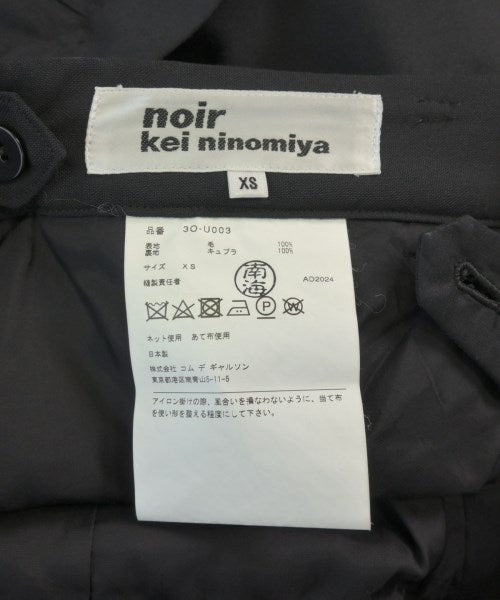 noir
kei ninomiya
XS
品番 3O-U003
表地 毛 100%
裏地 キュプラ 100%
サイズ XS
縫製責任者 南海 AD2024
P W
ネット使用 あて布使用
日本製
株式会社 コム デ ギャルソン
東京都港区南青山5-11-5
アイロン掛けの際、風合いを損なわないように、当て布
を使い形を整える程度にして下さい。